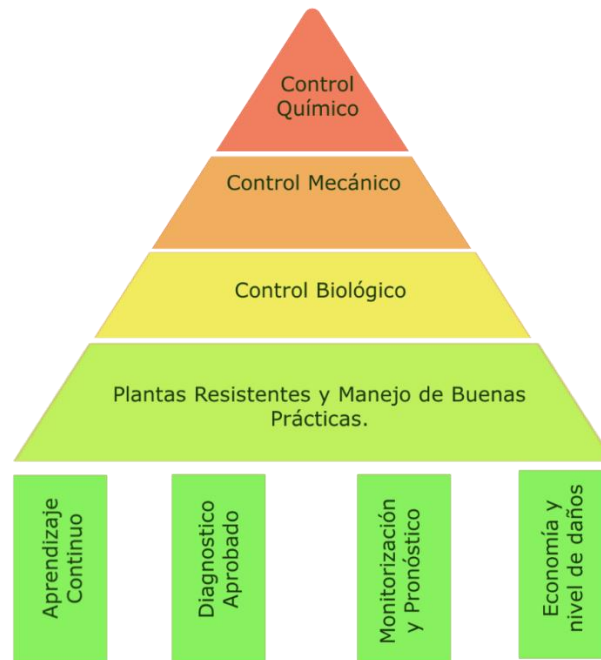 Control
Químico
Control Mecánico
Control Biológico
Plantas Resistentes y Manejo de Buenas
Prácticas.
Aprendizaje
Continuo
Diagnostico
Aprobado
Monitorización
y Pronóstico
Economía y
nivel de daños